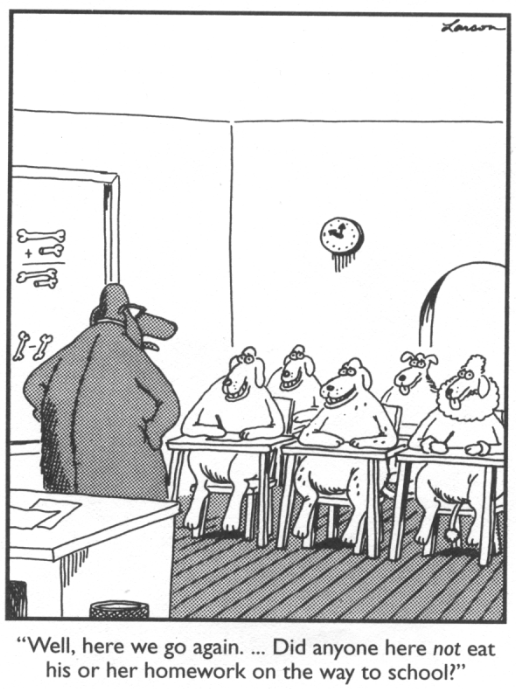 Larson
“Well, here we go again. ... Did anyone here not eat
his or her homework on the way to school?”